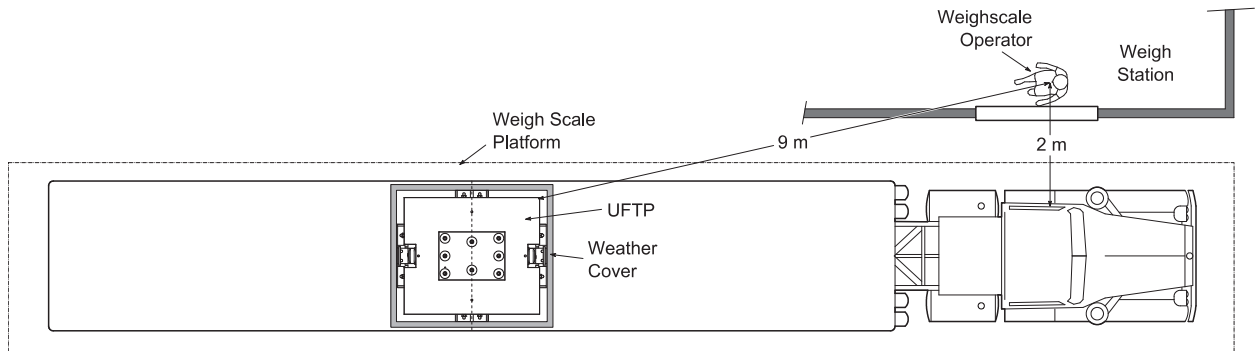 Weighscale
Operator
Weigh
Station
Weigh Scale
Platform
9 m
2 m
UFTP
Weather
Cover